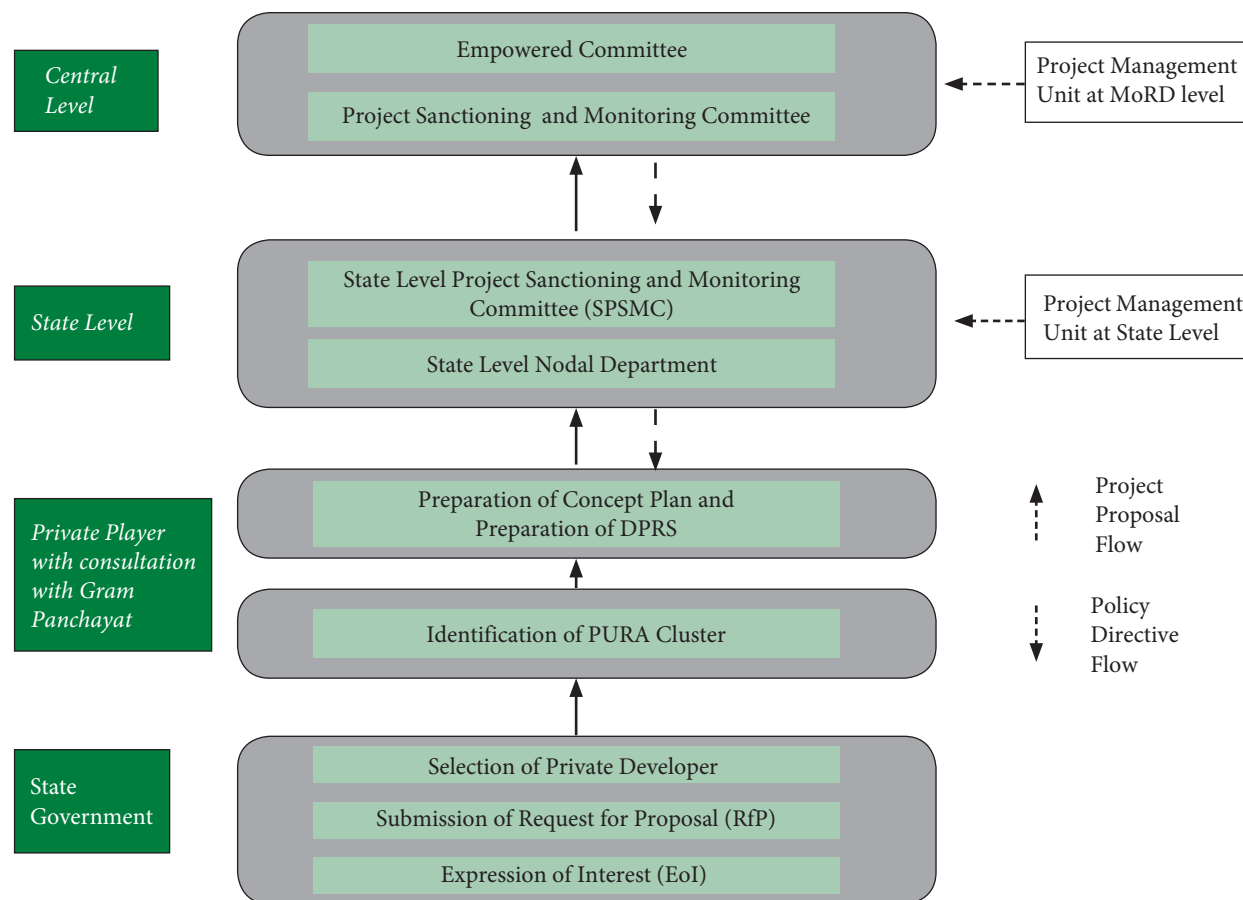 Central
Level
Empowered Committee
Project Sanctioning and Monitoring Committee
Project Management
Unit at MoRD level
State Level
State Level Project Sanctioning and Monitoring
Committee (SPSMC)
State Level Nodal Department
Project Management
Unit at State Level
Private Player
with consultation
with Gram
Panchayat
Preparation of Concept Plan and
Preparation of DPRS
Identification of PURA Cluster
Project
Proposal
Flow
Policy
Directive
Flow
State
Government
Selection of Private Developer
Submission of Request for Proposal (RfP)
Expression of Interest (EoI)